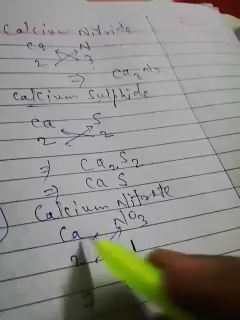 Calcium Nitride
Ca N
2 3
⇒ Ca3N2
Calcium Sulphide
Ca S
2 2
⇒ Ca2S2
⇒ CaS
Calcium Nitrate
Ca NO3
2 1